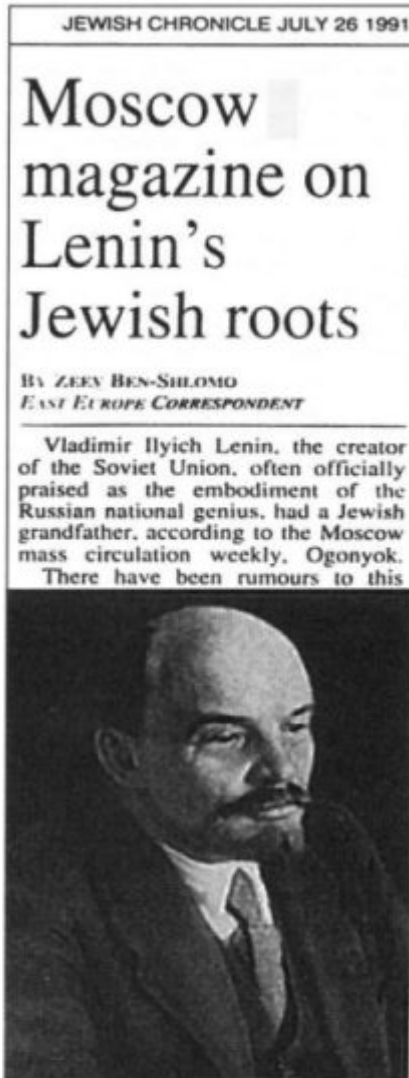 JEWISH CHRONICLE JULY 26 1991
Moscow
magazine on
Lenin's
Jewish roots
BY ZEEV BEN-SHLOMO
EAST EUROPE CORRESPONDENT
Vladimir Ilyich Lenin, the creator
of the Soviet Union, often officially
praised as the embodiment of the
Russian national genius, had a Jewish
grandfather, according to the Moscow
mass circulation weekly, Ogonyok.
There have been rumours to this